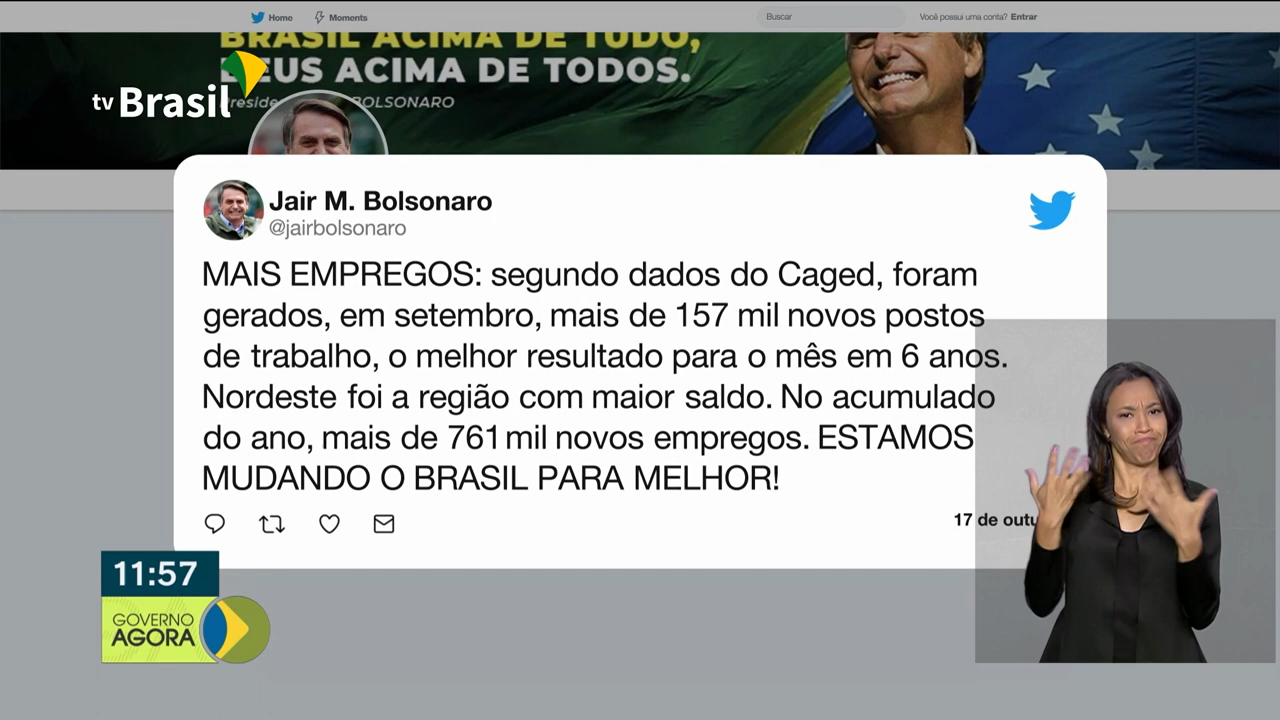 Home
Moments
Buscar
Você possui uma conta? Entrar
BRASIL ACIMA DE TUDO,
DEUS ACIMA DE TODOS.
BOLSONARO
tv Brasil
Jair M. Bolsonaro
@jairbolsonaro
MAIS EMPREGOS: segundo dados do Caged, foram
gerados, em setembro, mais de 157 mil novos postos
de trabalho, o melhor resultado para o mês em 6 anos.
Nordeste foi a região com maior saldo. No acumulado
do ano, mais de 761 mil novos empregos. ESTAMOS
MUDANDO O BRASIL PARA MELHOR!
17 de outu
11:57
GOVERNO
AGORA